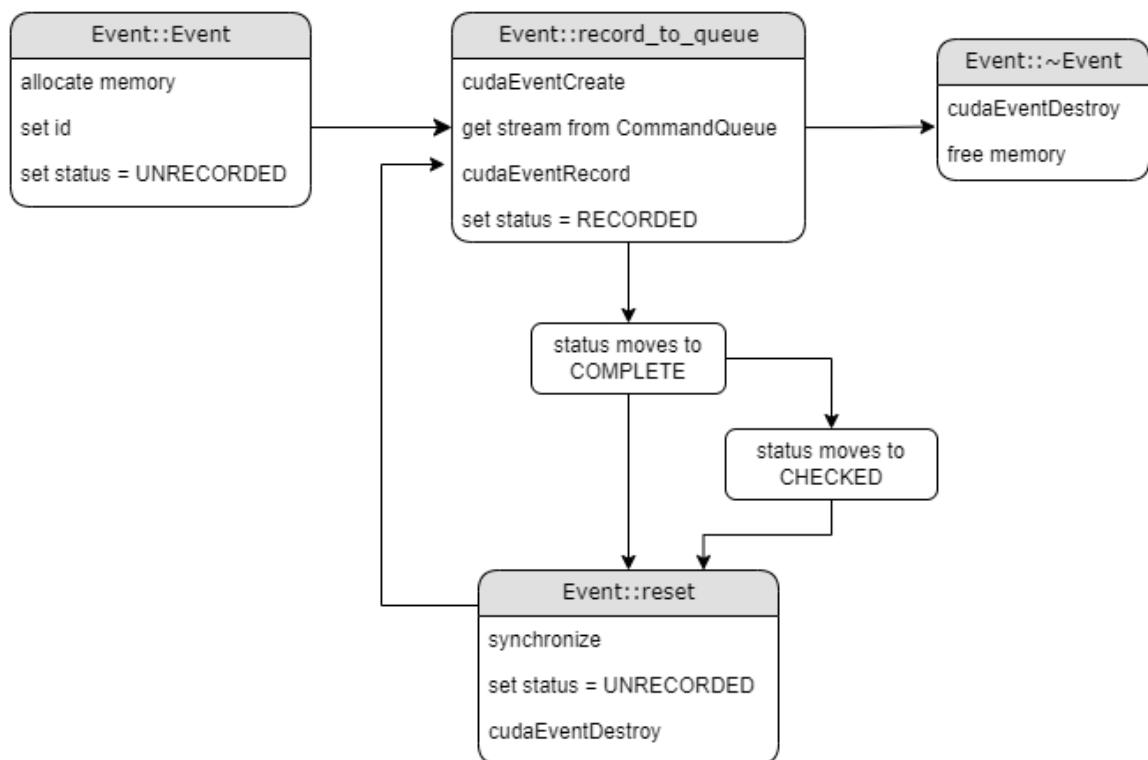 Event::Event
allocate memory
set id
set status = UNRECORDED
Event::record_to_queue
cudaEventCreate
get stream from CommandQueue
cudaEventRecord
set status = RECORDED
Event::~Event
cudaEventDestroy
free memory
status moves to
COMPLETE
status moves to
CHECKED
Event::reset
synchronize
set status = UNRECORDED
cudaEventDestroy